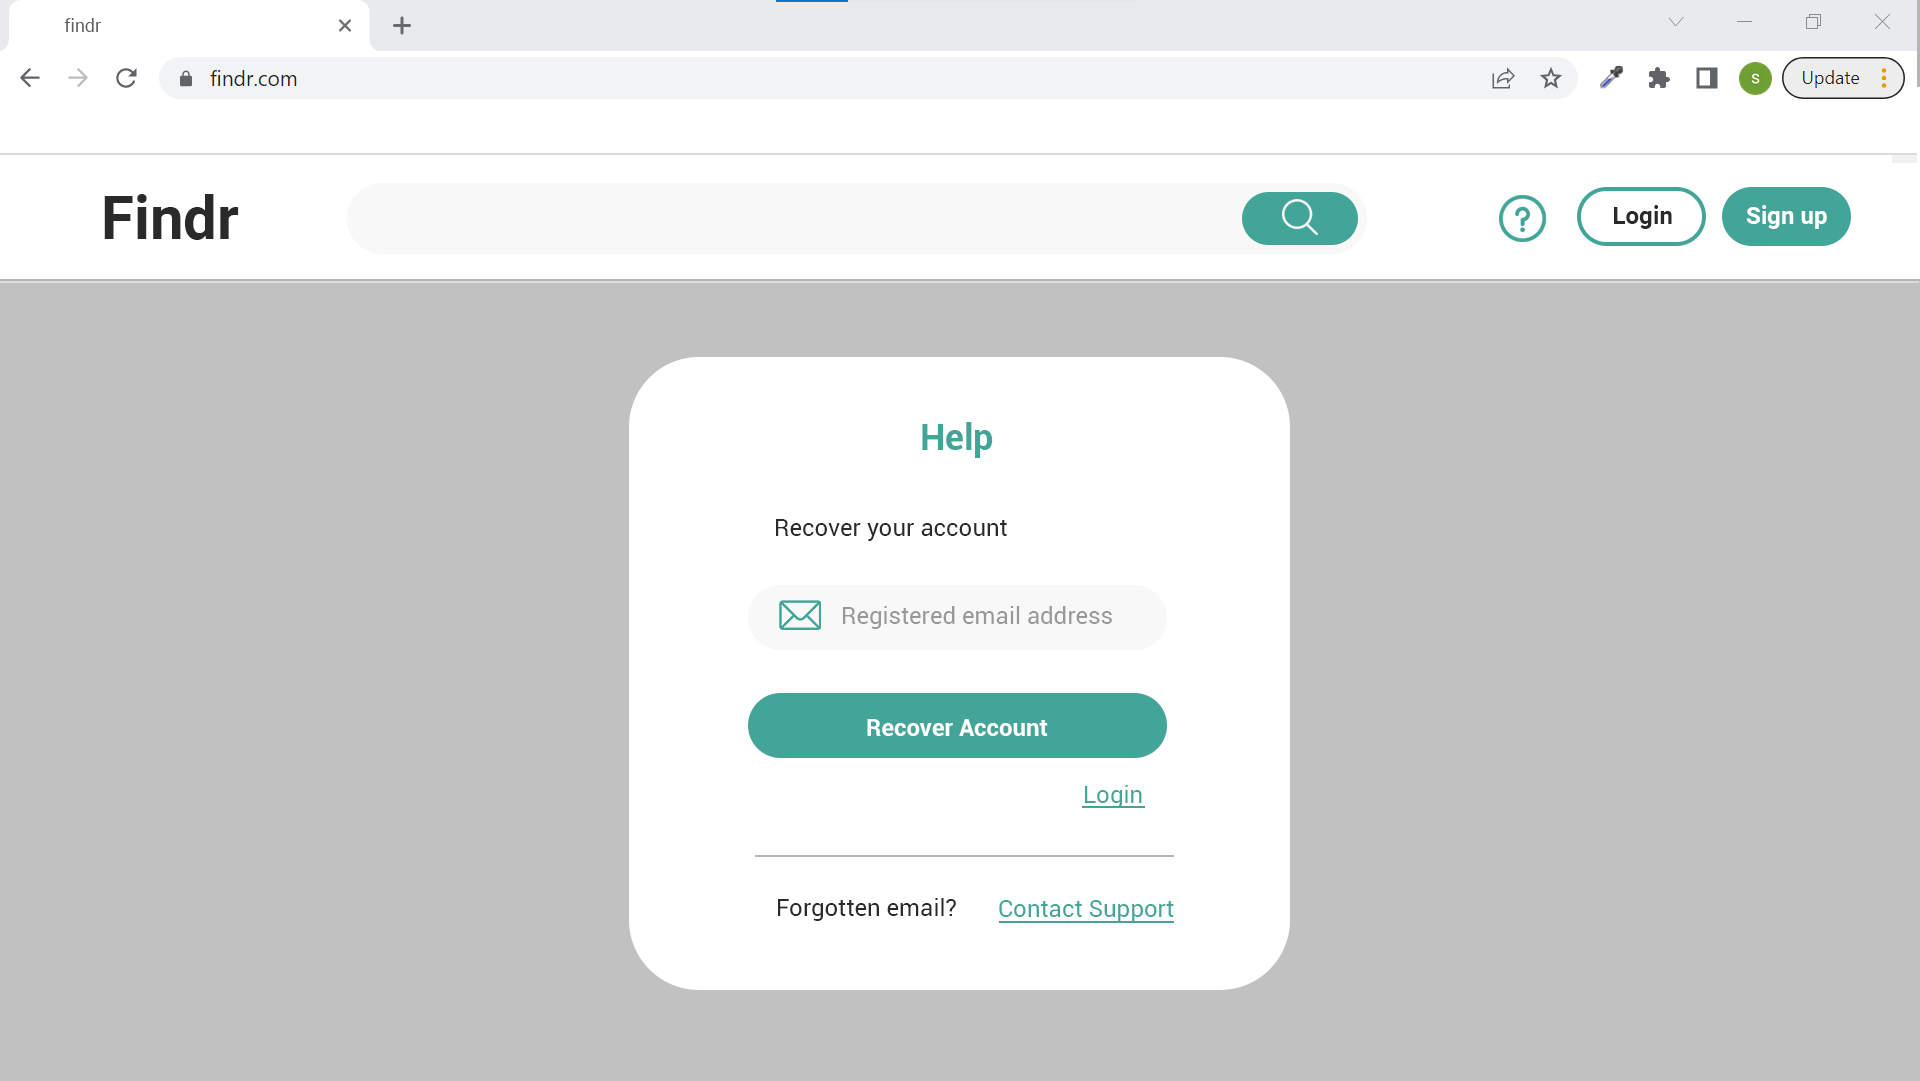 findr
findr.com
S
Update
Findr
?
Login
Sign up
Help
Recover your account
Registered email address
Recover Account
Login
Forgotten email? Contact Support